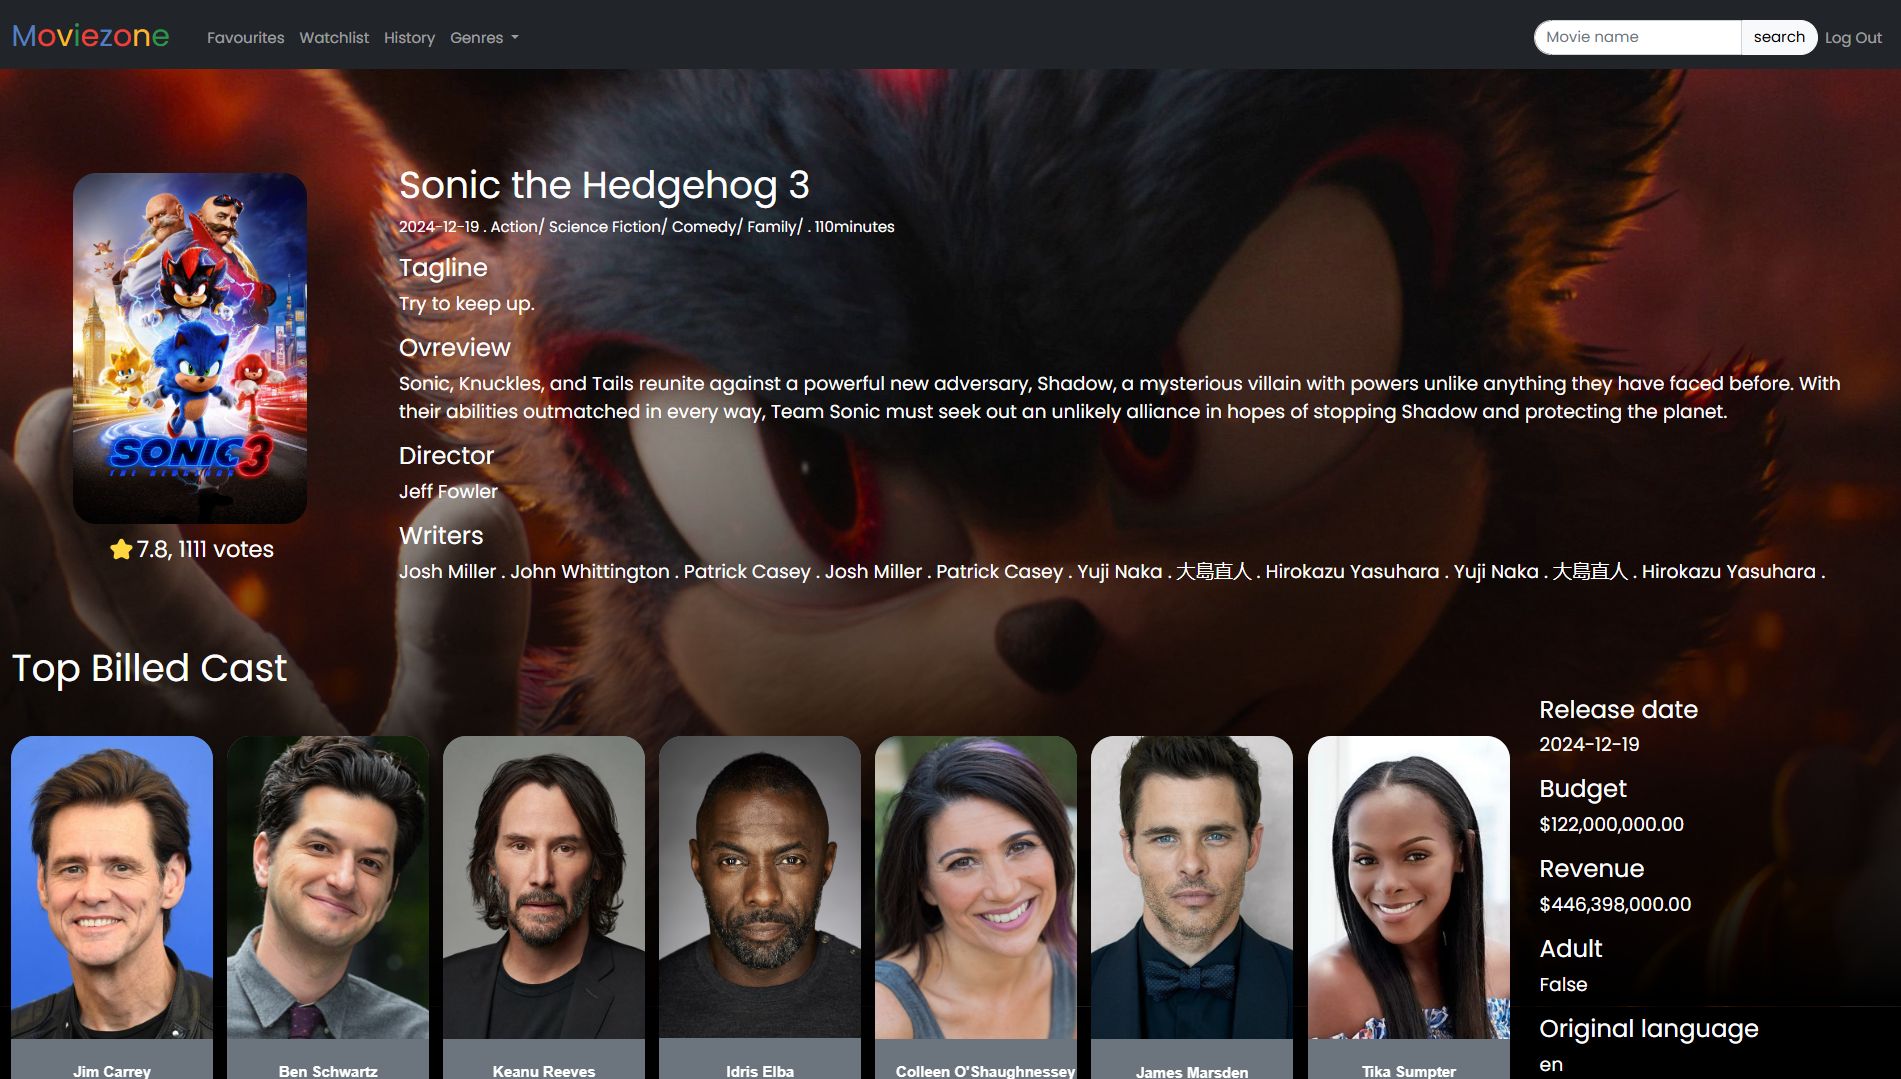 Moviezone
Favourites Watchlist History Genres
Movie name search Log Out
Sonic the Hedgehog 3
2024-12-19 . Action/ Science Fiction/ Comedy/ Family/ . 110minutes
Tagline
Try to keep up.
Ovreview
Sonic, Knuckles, and Tails reunite against a powerful new adversary, Shadow, a mysterious villain with powers unlike anything they have faced before. With
their abilities outmatched in every way, Team Sonic must seek out an unlikely alliance in hopes of stopping Shadow and protecting the planet.
Director
Jeff Fowler
Writers
Josh Miller . John Whittington . Patrick Casey . Josh Miller . Patrick Casey . Yuji Naka . 大島直人 . Hirokazu Yasuhara . Yuji Naka . 大島直人 . Hirokazu Yasuhara .
SONIC 3
THE HEDGEHOG
7.8, 1111 votes
Top Billed Cast
Jim Carrey
Ben Schwartz
Keanu Reeves
Idris Elba
Colleen O'Shaughnessey
James Marsden
Tika Sumpter
Release date
2024-12-19
Budget
$122,000,000.00
Revenue
$446,398,000.00
Adult
False
Original language
en